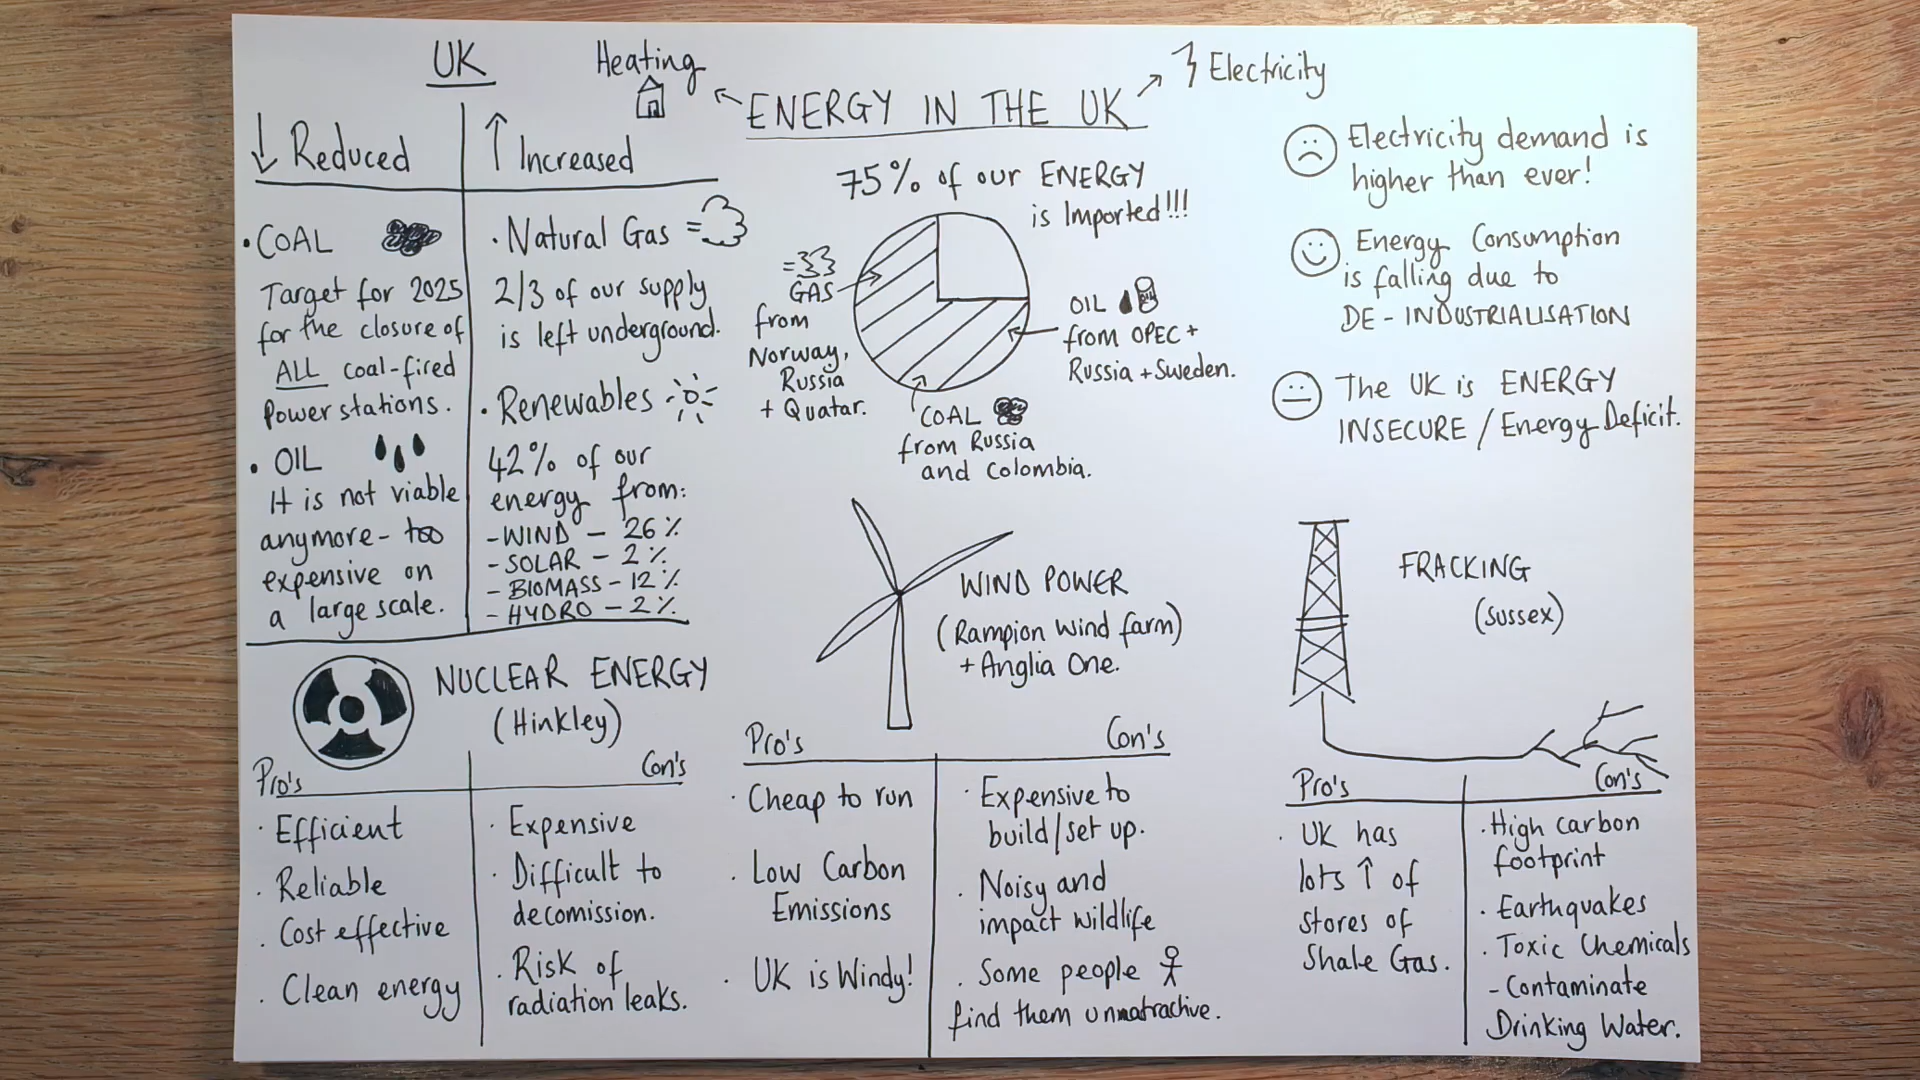 UK
↓ Reduced
↑ Increased
• COAL
Target for 2025
for the closure of
ALL coal-fired
Power stations.
• OIL
It is not viable
anymore - too
expensive on
a large scale.
• Natural Gas
2/3 of our supply
is left underground.
• Renewables
42% of our
energy from:
- WIND - 26%
- SOLAR - 2%
- BIOMASS - 12%
- HYDRO - 2%
Heating
ENERGY IN THE UK
Electricity
75% of our ENERGY
is Imported!!!
GAS
from
Norway,
Russia
+ Quatar.
OIL
from OPEC +
Russia + Sweden.
COAL
from Russia
and Colombia.
Electricity demand is
higher than ever!
Energy Consumption
is falling due to
DE - INDUSTRIALISATION
The UK is ENERGY
INSECURE / Energy Deficit.
NUCLEAR ENERGY
(Hinkley)
Pro's
• Efficient
• Reliable
• Cost effective
• Clean energy
Con's
• Expensive
• Difficult to
decomission.
• Risk of
radiation leaks.
WIND POWER
(Rampion Wind farm)
+ Anglia One.
Pro's
• Cheap to run
• Low Carbon
Emissions
• UK is Windy!
Con's
• Expensive to
build/set up.
• Noisy and
impact wildlife
• Some people
find them
FRACKING
(Sussex)
Pro's
• UK has
lots ↑ of
stores of
Shale Gas.
Con's
• High carbon
footprint
• Earthquakes
• Toxic Chemicals
- Contaminate
Drinking Water.